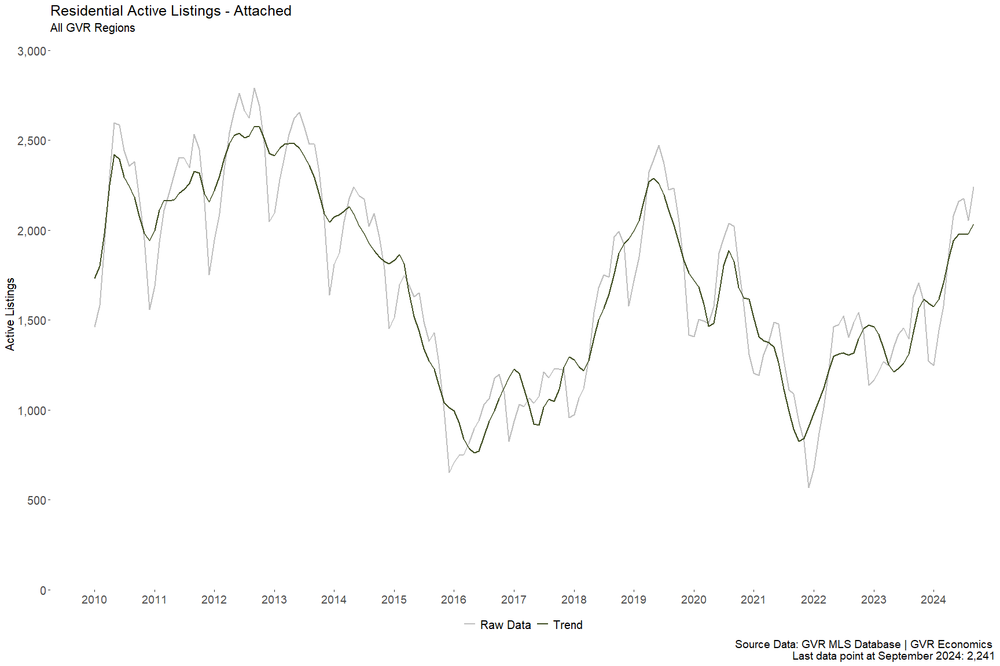 Residential Active Listings - Attached
All GVR Regions
Active Listings
3,000
2,500
2,000
1,500
1,000
500
0
2010 2011 2012 2013 2014 2015 2016 2017 2018 2019 2020 2021 2022 2023 2024
Raw Data Trend
Source Data: GVR MLS Database | GVR Economics
Last data point at September 2024: 2,241